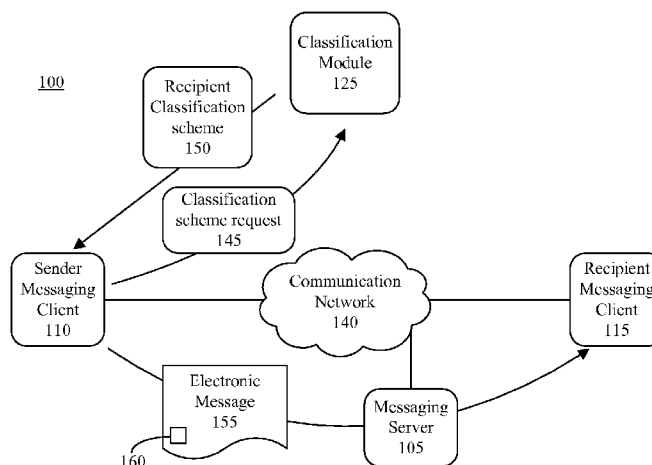 100
Classification
Module
125
Recipient
Classification
scheme
150
Classification
scheme request
145
Sender
Messaging
Client
110
Communication
Network
140
Recipient
Messaging
Client
115
Electronic
Message
155
160
Messaging
Server
105